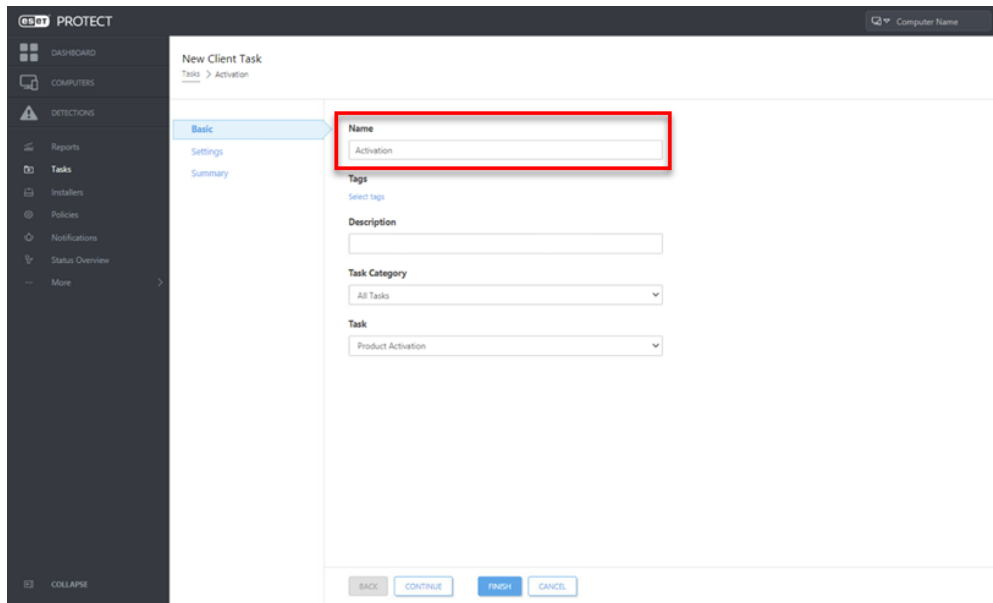 eset PROTECT
Computer Name
DASHBOARD
COMPUTERS
DETECTIONS
Reports
Tasks
Installers
Policies
Notifications
Status Overview
More
COLLAPSE
New Client Task
Tasks > Activation
Basic
Settings
Summary
Name
Activation
Tags
Select tags
Description
Task Category
All Tasks
Task
Product Activation
BACK CONTINUE FINISH CANCEL